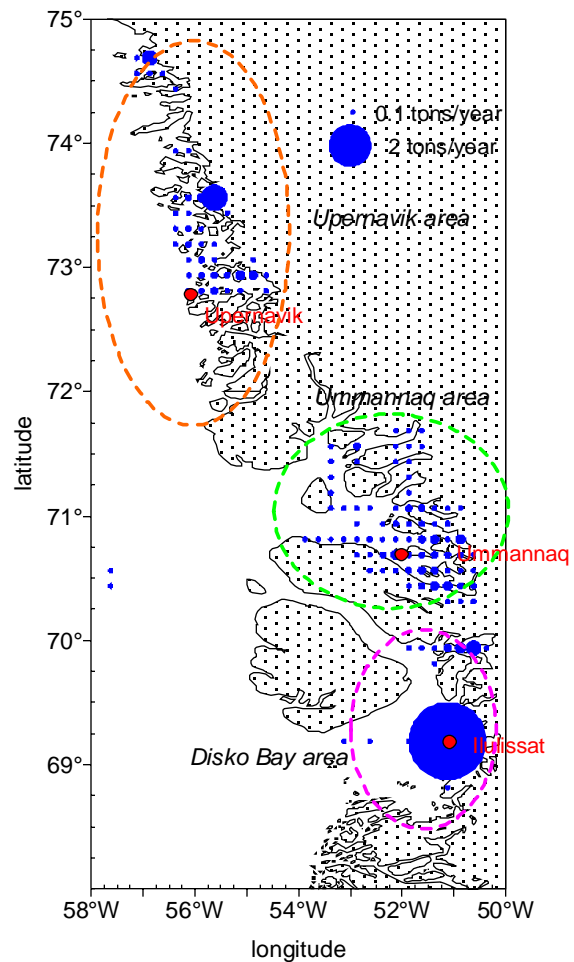 75°
0.1 tons/year
74°
2 tons/year
Upernavik area
73°
Upernavik
72°
Ummannaq area
latitude
71°
Ummannaq
70°
Ilulissat
Disko Bay area
69°
58°W 56°W 54°W 52°W 50°W
longitude